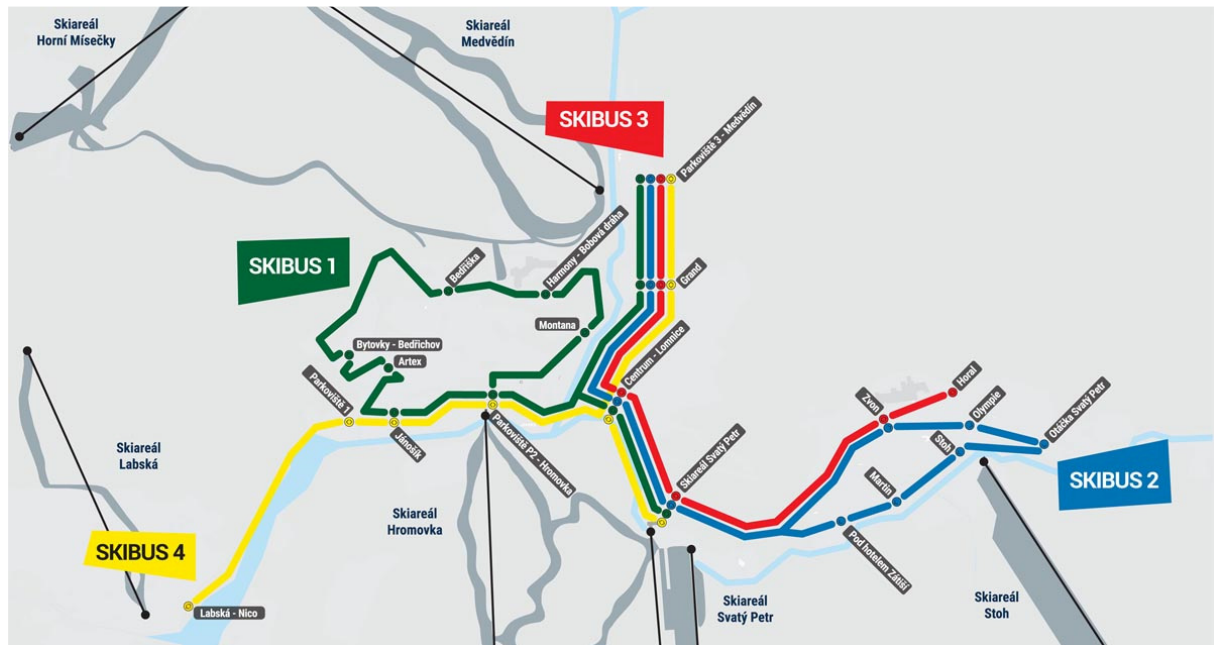 Skiareál
Horní Mísečky
Skiareál
Medvědín
SKIBUS 3
Parkoviště 3 - Medvědín
SKIBUS 1
Bedřiška
Harmony - Bobová dráha
Grand
Montana
Bytovky - Bedřichov
Artex
Centrum - Lomnice
Parkoviště 1
Jánošík
Parkoviště P2 - Hromovka
Zvon
Horal
Olympie
Otáčka Svatý Petr
Stoh
Martin
Skiareál Svatý Petr
Pod hotelem Zátiší
SKIBUS 2
Skiareál
Labská
Skiareál
Hromovka
SKIBUS 4
Labská - Nico
Skiareál
Svatý Petr
Skiareál
Stoh